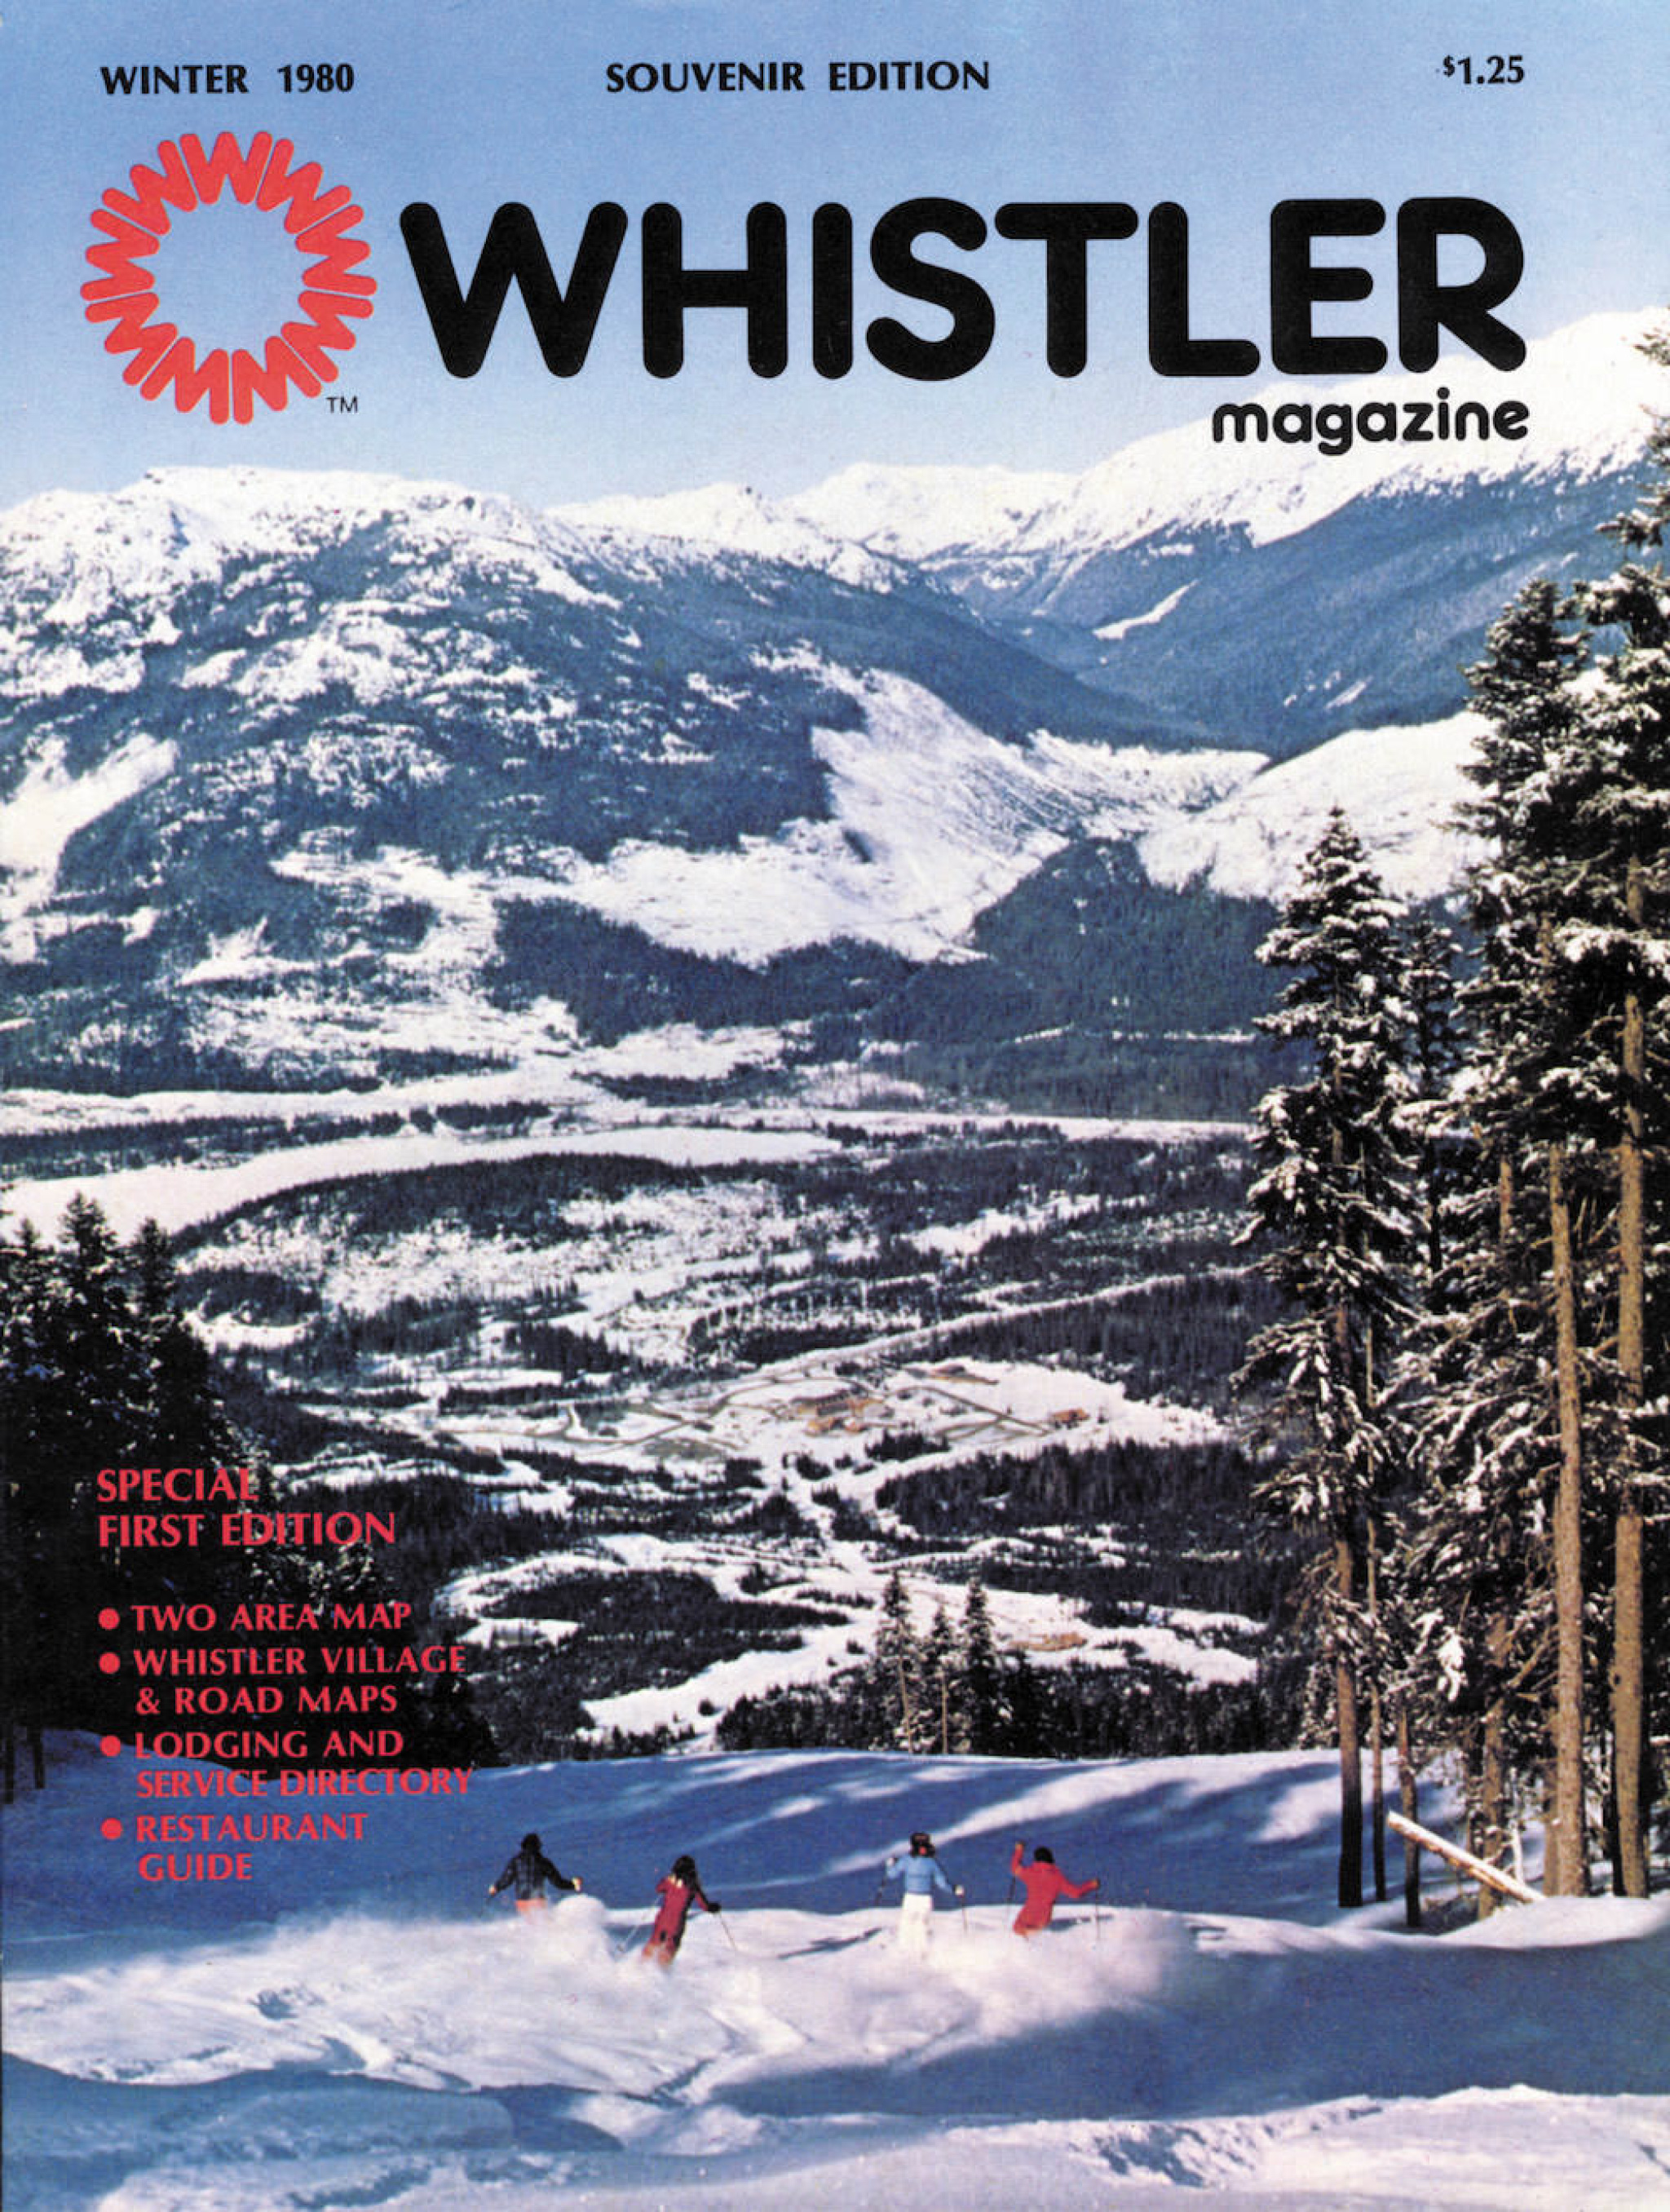 WINTER 1980
SOUVENIR EDITION
$1.25
WHISTLER
TM
magazine
SPECIAL
FIRST EDITION
● TWO AREA MAP
● WHISTLER VILLAGE
& ROAD MAPS
● LODGING AND
SERVICE DIRECTORY
● RESTAURANT
GUIDE